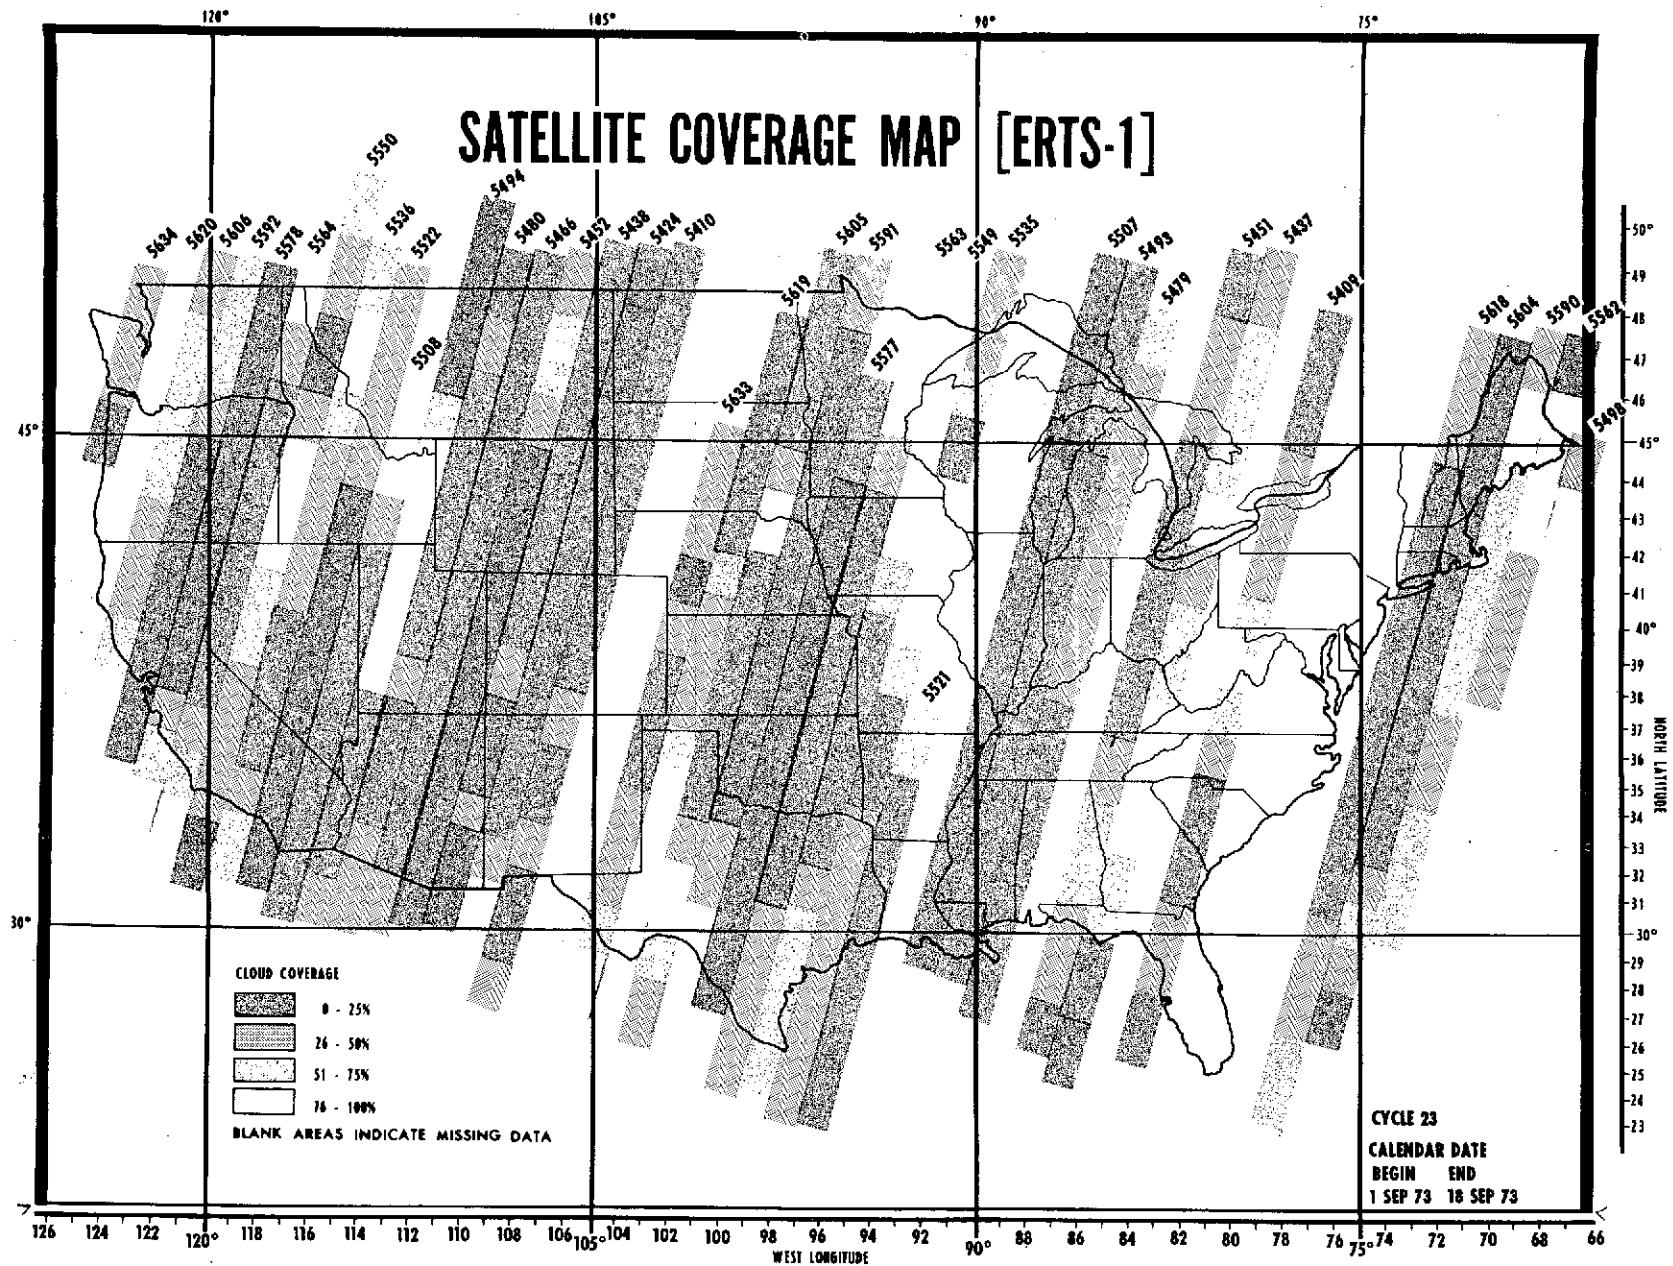 120° 105° 90° 75°
SATELLITE COVERAGE MAP [ERTS-1]
5550
5494
5634 5620 5606 5592 5578 5564 5536 5522 5480 5466 5452 5438 5424 5410 5605 5591 5563 5549 5535 5507 5493 5451 5437
5619 5479 5409
5618 5604 5590 5562
5508 5577
5633
5498
5521
50°
49
48
47
46
45° 45°
44
43
42
41
40°
39
38
37
36
35
34
33
32
31
30° 30°
29
28
27
26
25
24
23
NORTH LATITUDE
CLOUD COVERAGE
0 - 25%
26 - 50%
51 - 75%
76 - 100%
BLANK AREAS INDICATE MISSING DATA
CYCLE 23
CALENDAR DATE
BEGIN END
1 SEP 73 18 SEP 73
126 124 122 120° 118 116 114 112 110 108 106 105° 104 102 100 98 96 94 92 90° 88 86 84 82 80 78 76 75° 74 72 70 68 66
WEST LONGITUDE